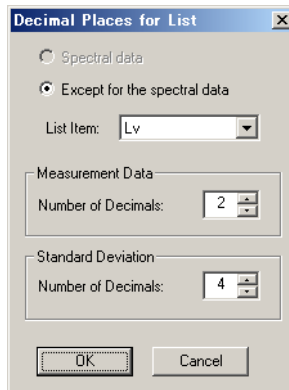 Decimal Places for List
Spectral data
Except for the spectral data
List Item: Lv
Measurement Data
Number of Decimals: 2
Standard Deviation
Number of Decimals: 4
OK Cancel